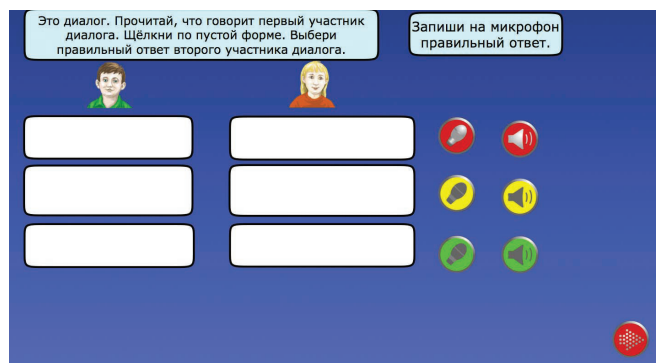 Это диалог. Прочитай, что говорит первый участник
диалога. Щёлкни по пустой форме. Выбери
правильный ответ второго участника диалога.
Запиши на микрофон
правильный ответ.